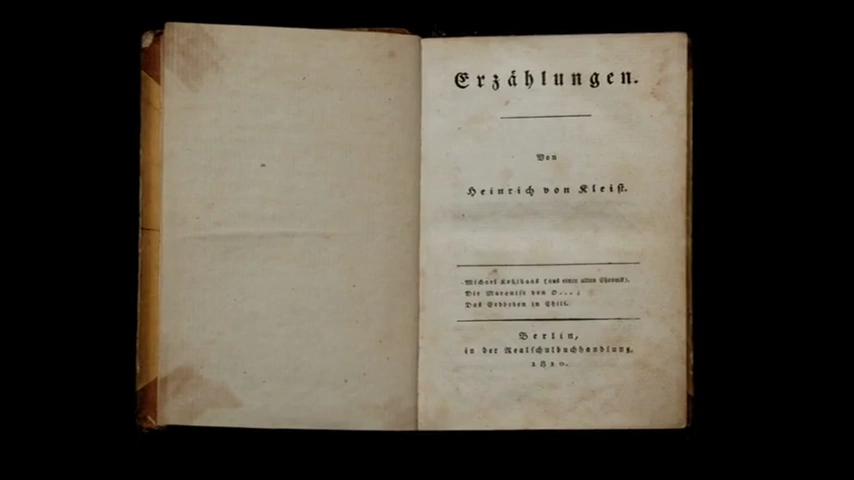 Erzählungen.
Von
Heinrich von Kleist.
Michael Kohlhaas (aus einer alten Chronik).
Die Marquise von O....;
Das Erdbeben in Chili.
Berlin,
in der Realschulbuchhandlung.
1810.